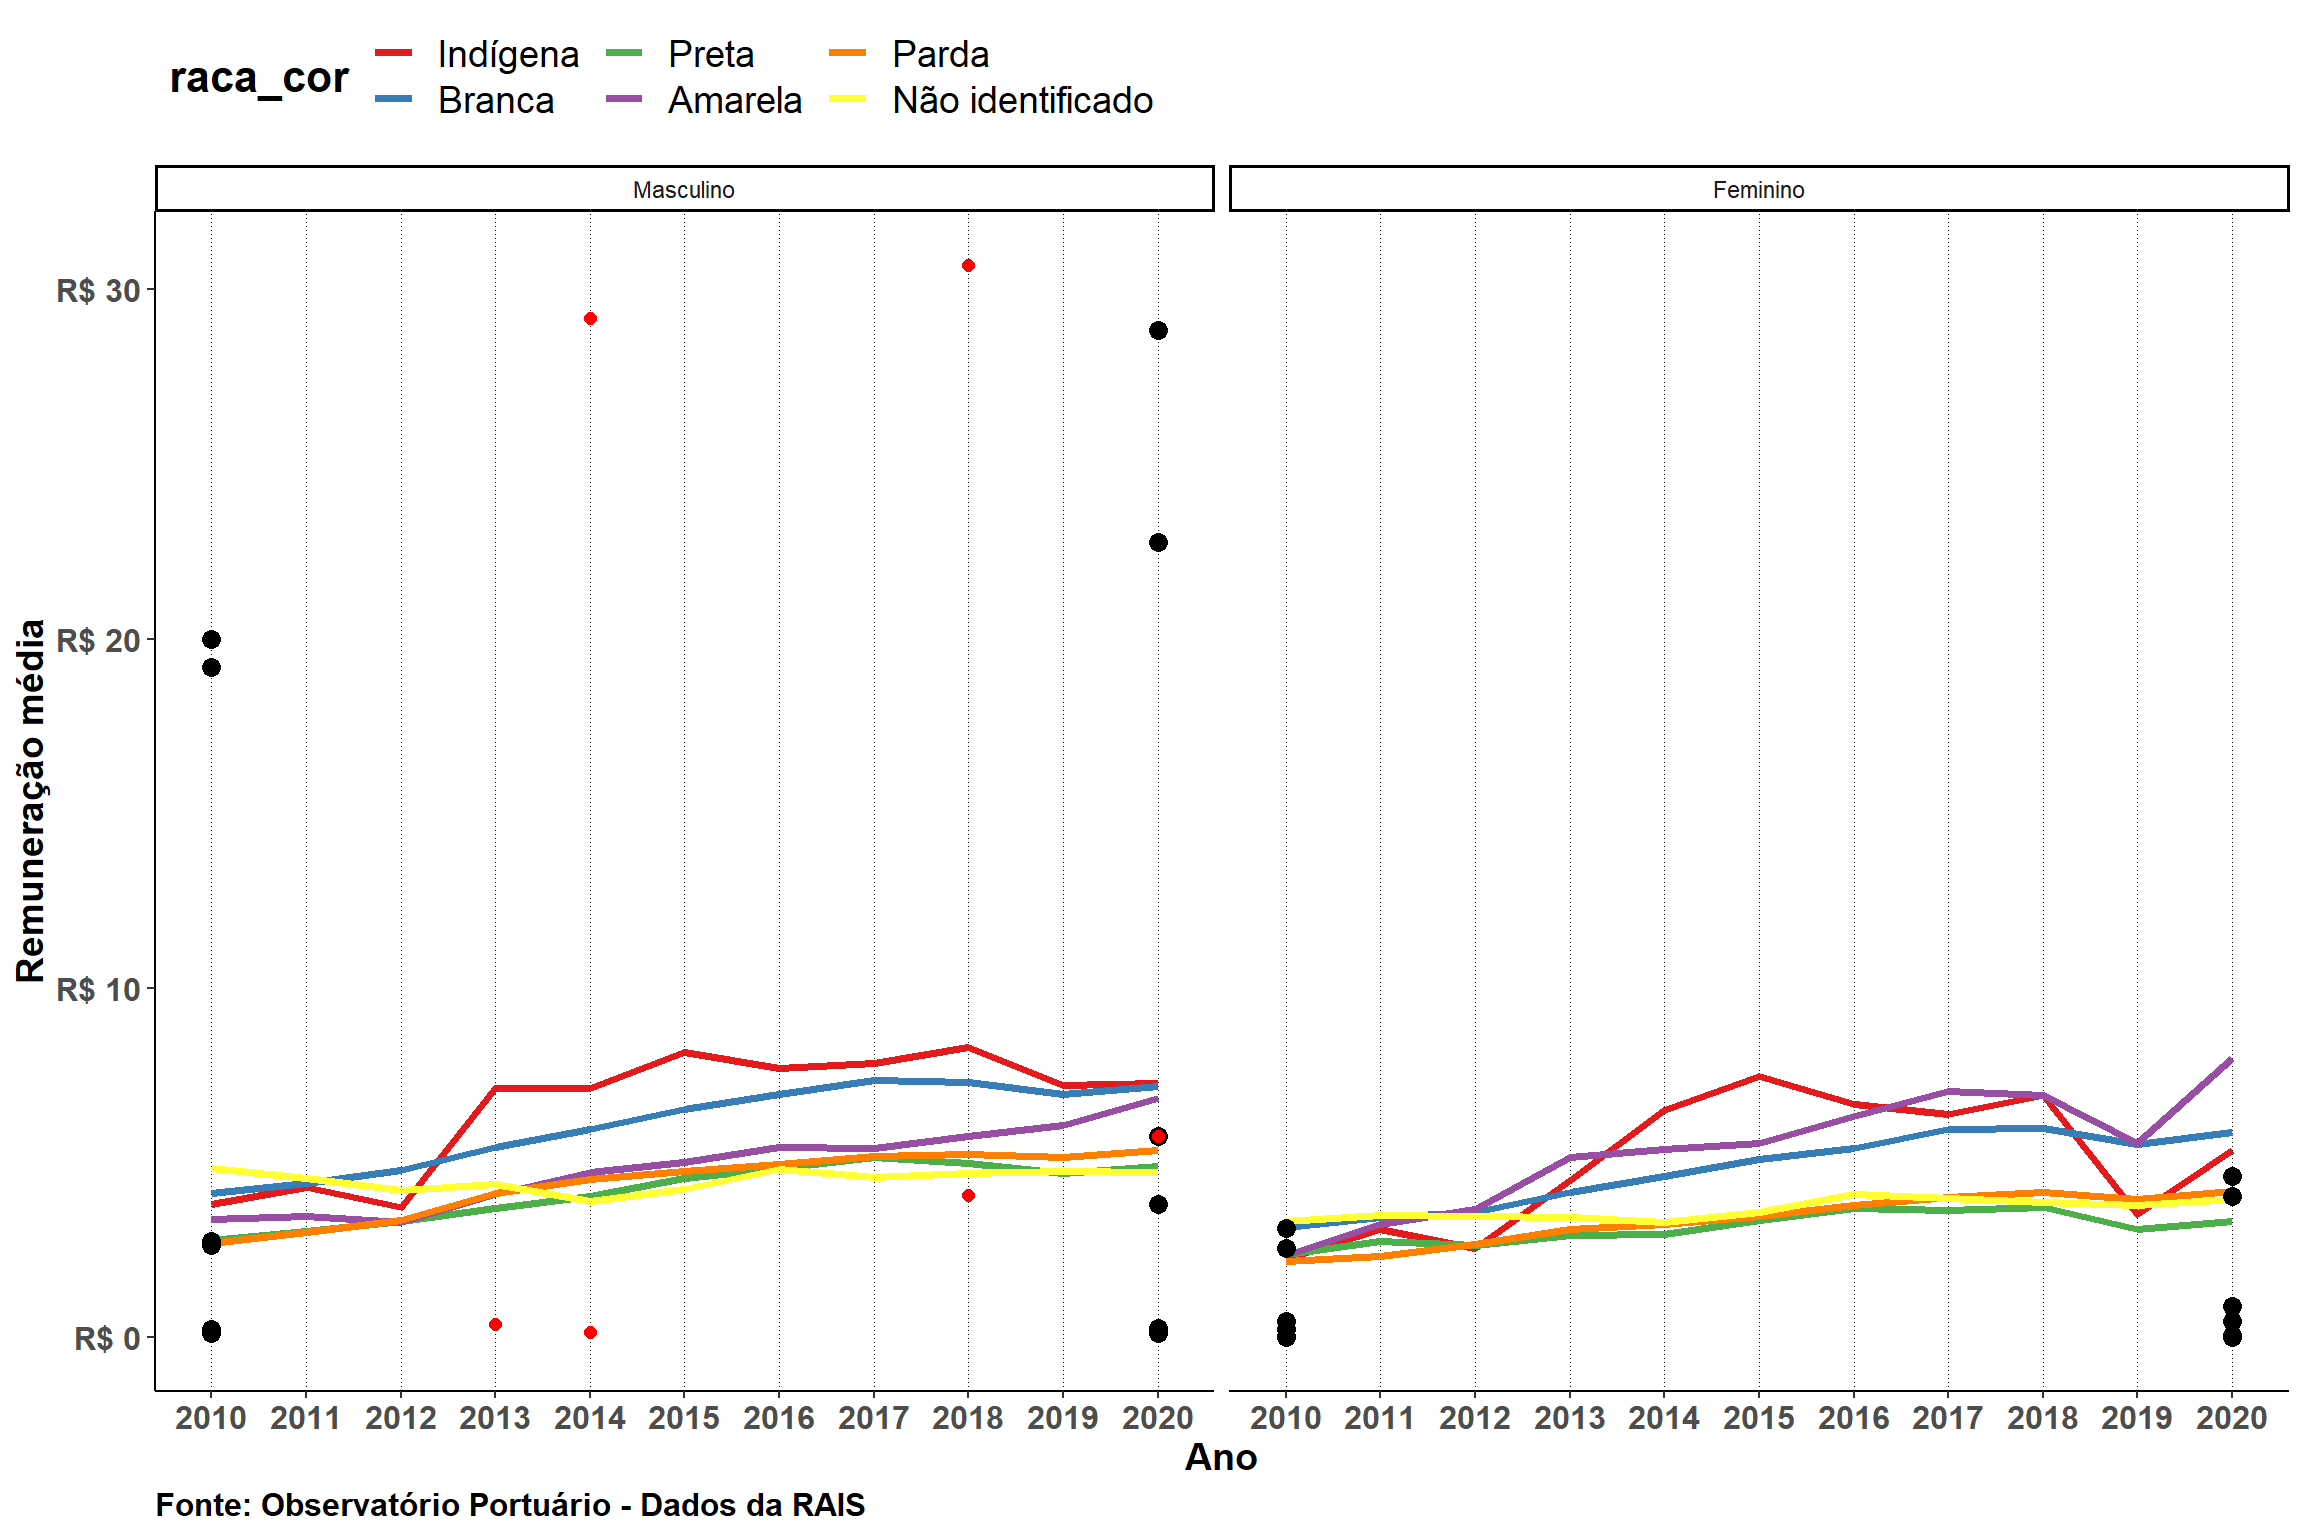 raca_cor
Indígena Preta Parda
Branca Amarela Não identificado
Masculino Feminino
Remuneração média
R$ 30
R$ 20
R$ 10
R$ 0
2010 2011 2012 2013 2014 2015 2016 2017 2018 2019 2020 2010 2011 2012 2013 2014 2015 2016 2017 2018 2019 2020
Ano
Fonte: Observatório Portuário - Dados da RAIS